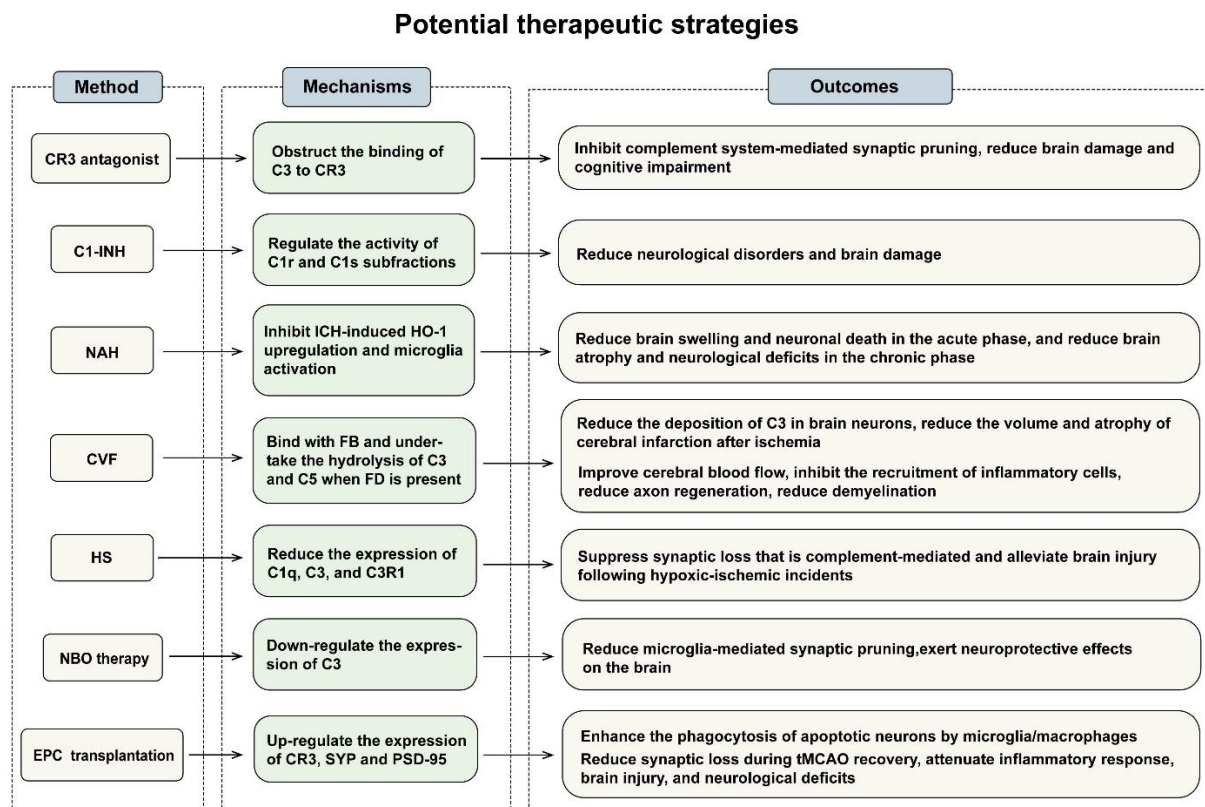 Potential therapeutic strategies
Method
Mechanisms
Outcomes
CR3 antagonist
Obstruct the binding of
C3 to CR3
Inhibit complement system-mediated synaptic pruning, reduce brain damage and
cognitive impairment
C1-INH
Regulate the activity of
C1r and C1s subfractions
Reduce neurological disorders and brain damage
NAH
Inhibit ICH-induced HO-1
upregulation and microglia
activation
Reduce brain swelling and neuronal death in the acute phase, and reduce brain
atrophy and neurological deficits in the chronic phase
CVF
Bind with FB and under-
take the hydrolysis of C3
and C5 when FD is present
Reduce the deposition of C3 in brain neurons, reduce the volume and atrophy of
cerebral infarction after ischemia
Improve cerebral blood flow, inhibit the recruitment of inflammatory cells,
reduce axon regeneration, reduce demyelination
HS
Reduce the expression of
C1q, C3, and C3R1
Suppress synaptic loss that is complement-mediated and alleviate brain injury
following hypoxic-ischemic incidents
NBO therapy
Down-regulate the expres-
sion of C3
Reduce microglia-mediated synaptic pruning,exert neuroprotective effects
on the brain
EPC transplantation
Up-regulate the expression
of CR3, SYP and PSD-95
Enhance the phagocytosis of apoptotic neurons by microglia/macrophages
Reduce synaptic loss during tMCAO recovery, attenuate inflammatory response,
brain injury, and neurological deficits